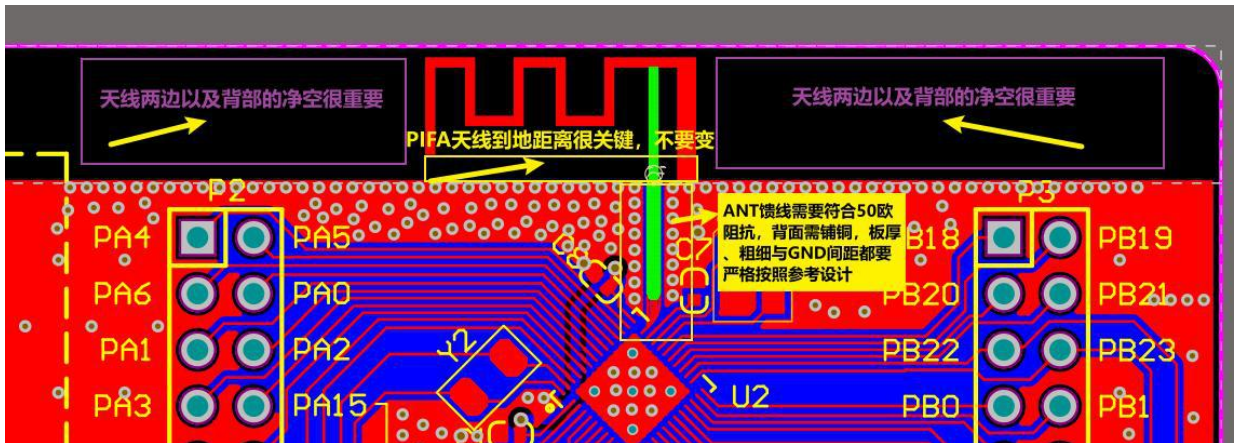 天线两边以及背部的净空很重要
天线两边以及背部的净空很重要
PIFA天线到地距离很关键，不要变
P2
P3
ANT馈线需要符合50欧
阻抗，背面需铺铜，板厚
、粗细与GND间距都要
严格按照参考设计
PA4
PA5
B18
PB19
PA6
PA0
PB20
PB21
PA1
PA2
Y2
PB22
PB23
PA3
PA15
1
U2
PB0
PB1